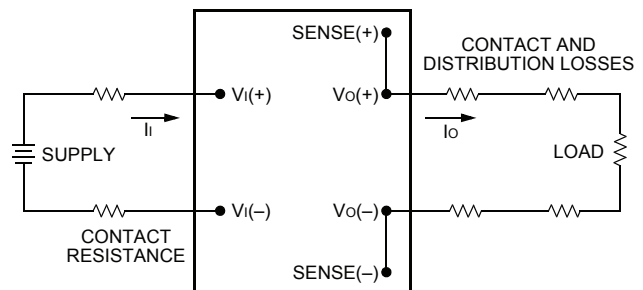 SENSE(+)
CONTACT AND
DISTRIBUTION LOSSES
VI(+)
VO(+)
II
IO
SUPPLY
LOAD
VI(–)
VO(–)
CONTACT
RESISTANCE
SENSE(–)